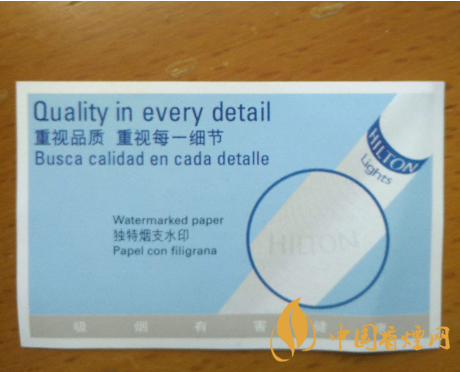 Quality in every detail
重视品质 重视每一细节
Busca calidad en cada detalle
HILTON
Lights
Watermarked paper
独特烟支水印
Papel con filigrana
HILTON
吸烟有害健
中国香烟网